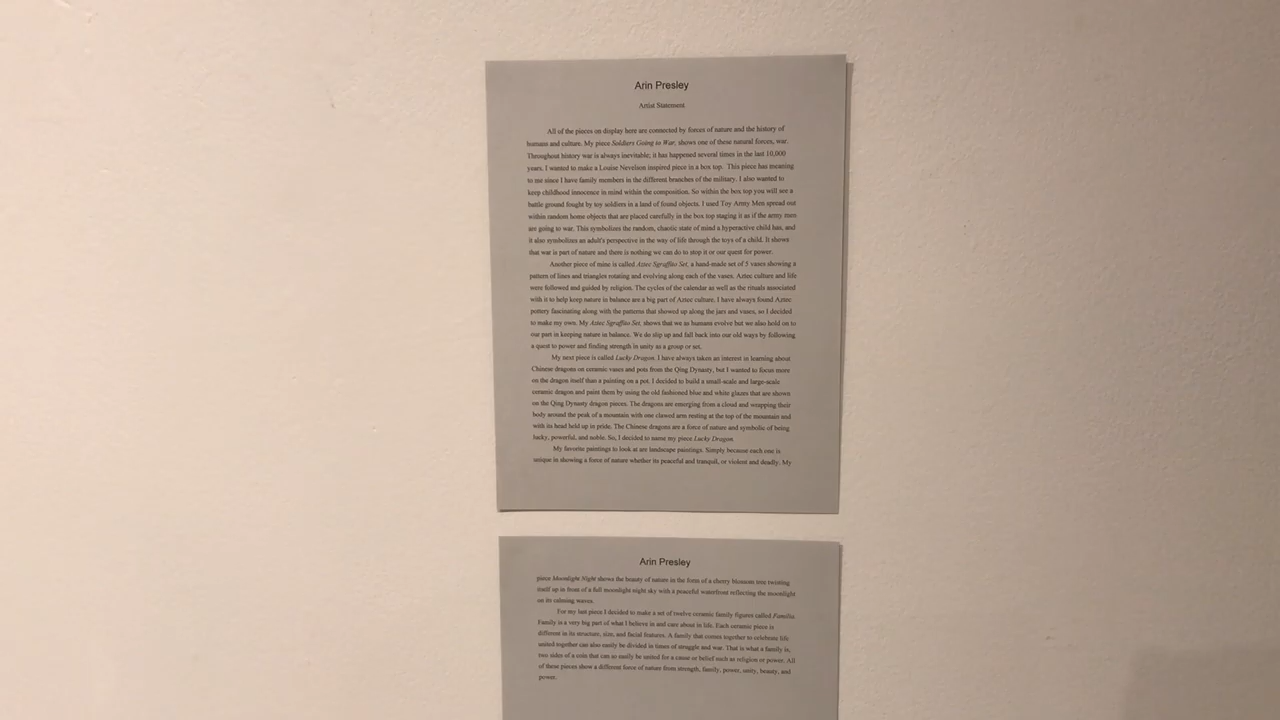 Arin Presley
Artist Statement
All of the pieces on display here are connected by forces of nature and the history of
humans and culture. My piece Soldiers Going to War, shows one of these natural forces, war.
Throughout history war is always inevitable; it has happened several times in the last 10,000
years. I wanted to make a Louise Nevelson inspired piece in a box top. This piece has meaning
to me since I have family members in the different branches of the military. I also wanted to
keep childhood innocence in mind within the composition. So within the box top you will see a
battle ground fought by toy soldiers in a land of found objects. I used Toy Army Men spread out
within random home objects that are placed carefully in the box top staging it as if the army men
are going to war. This symbolizes the random, chaotic state of mind a hyperactive child has, and
it also symbolizes an adult's perspective in the way of life through the toys of a child. It shows
that war is part of nature and there is nothing we can do to stop it or our quest for power.
Another piece of mine is called Aztec Sgraffito Set, a hand-made set of 5 vases showing a
pattern of lines and triangles rotating and evolving along each of the vases. Aztec culture and life
were followed and guided by religion. The cycles of the calendar as well as the rituals associated
with it to help keep nature in balance are a big part of Aztec culture. I have always found Aztec
pottery fascinating along with the patterns that showed up along the jars and vases, so I decided
to make my own. My Aztec Sgraffito Set, shows that we as humans evolve but we also hold on to
our part in keeping nature in balance. We do slip up and fall back into our old ways by following
a quest to power and finding strength in unity as a group or set.
My next piece is called Lucky Dragon. I have always taken an interest in learning about
Chinese dragons on ceramic vases and pots from the Qing Dynasty, but I wanted to focus more
on the dragon itself than a painting on a pot. I decided to build a small-scale and large-scale
ceramic dragon and paint them by using the old fashioned blue and white glazes that are shown
on the Qing Dynasty dragon pieces. The dragons are emerging from a cloud and wrapping their
body around the peak of a mountain with one clawed arm resting at the top of the mountain and
with its head held up in pride. The Chinese dragons are a force of nature and symbolic of being
lucky, powerful, and noble. So, I decided to name my piece Lucky Dragon.
My favorite paintings to look at are landscape paintings. Simply because each one is
unique in showing a force of nature whether its peaceful and tranquil, or violent and deadly. My
Arin Presley
piece Moonlight Night shows the beauty of nature in the form of a cherry blossom tree twisting
itself up in front of a full moonlight night sky with a peaceful waterfront reflecting the moonlight
on its calming waves.
For my last piece I decided to make a set of twelve ceramic family figures called Familia.
Family is a very big part of what I believe in and care about in life. Each ceramic piece is
different in its structure, size, and facial features. A family that comes together to celebrate life
united together can also easily be divided in times of struggle and war. That is what a family is,
two sides of a coin that can so easily be united for a cause or belief such as religion or power. All
of these pieces show a different force of nature from strength, family, power, unity, beauty, and
power.